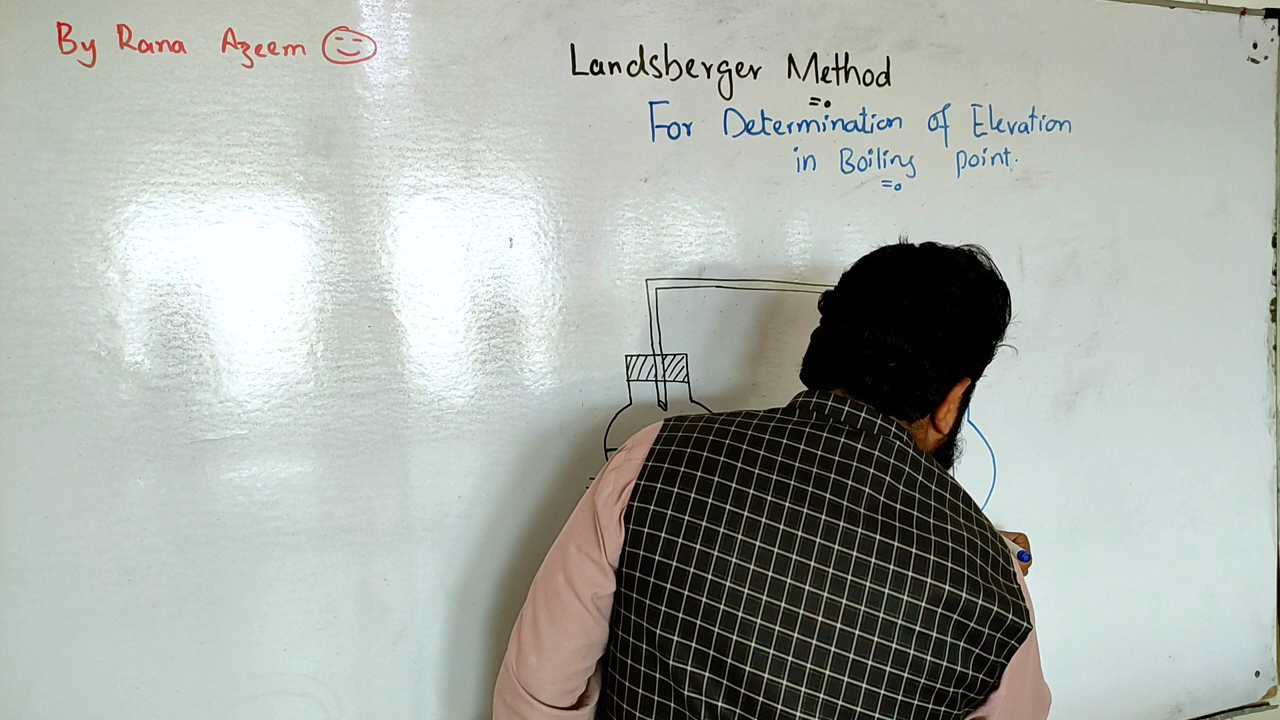 By Rana Azeem
Landsberger Method
For Determination of Elevation
in Boiling point.